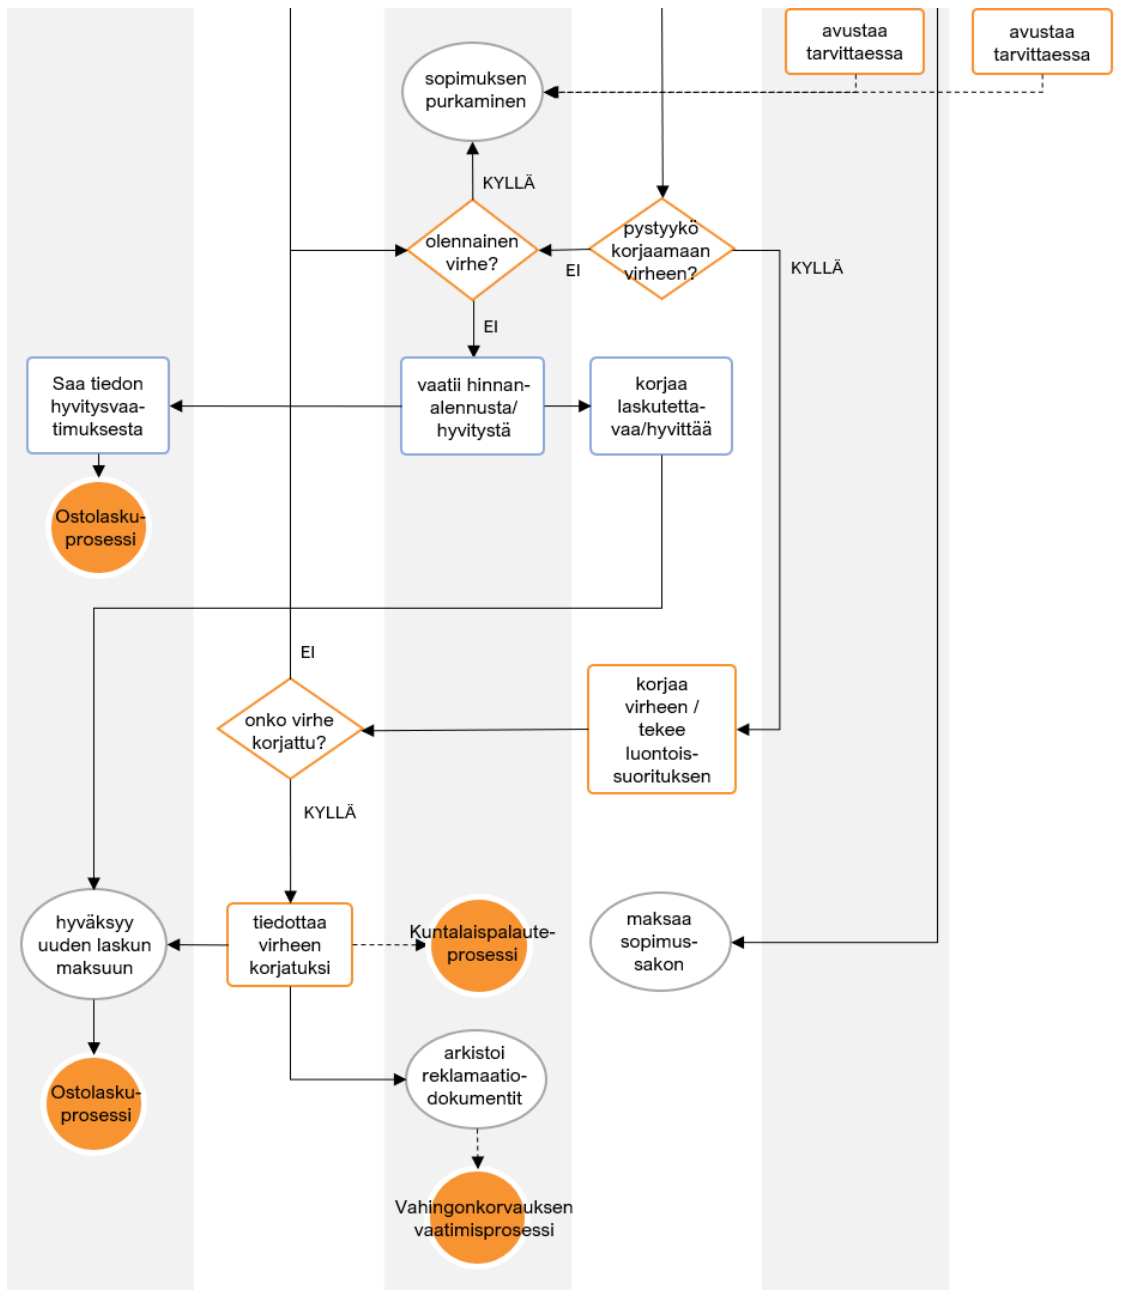 avustaa
tarvittaessa
avustaa
tarvittaessa
sopimuksen
purkaminen
KYLLÄ
olennainen
virhe?
EI
pystyykö
korjaamaan
virheen?
KYLLÄ
EI
Saa tiedon
hyvitysvaa-
timuksesta
vaatii hinnan-
alennusta/
hyvitystä
korjaa
laskutetta-
vaa/hyvittää
Ostolasku-
prosessi
EI
onko virhe
korjattu?
korjaa
virheen /
tekee
luontois-
suorituksen
KYLLÄ
hyväksyy
uuden laskun
maksuun
tiedottaa
virheen
korjatuksi
Kuntalaispalaute-
prosessi
maksaa
sopimus-
sakon
Ostolasku-
prosessi
arkistoi
reklamaatio-
dokumentit
Vahingonkorvauksen
vaatimisprosessi